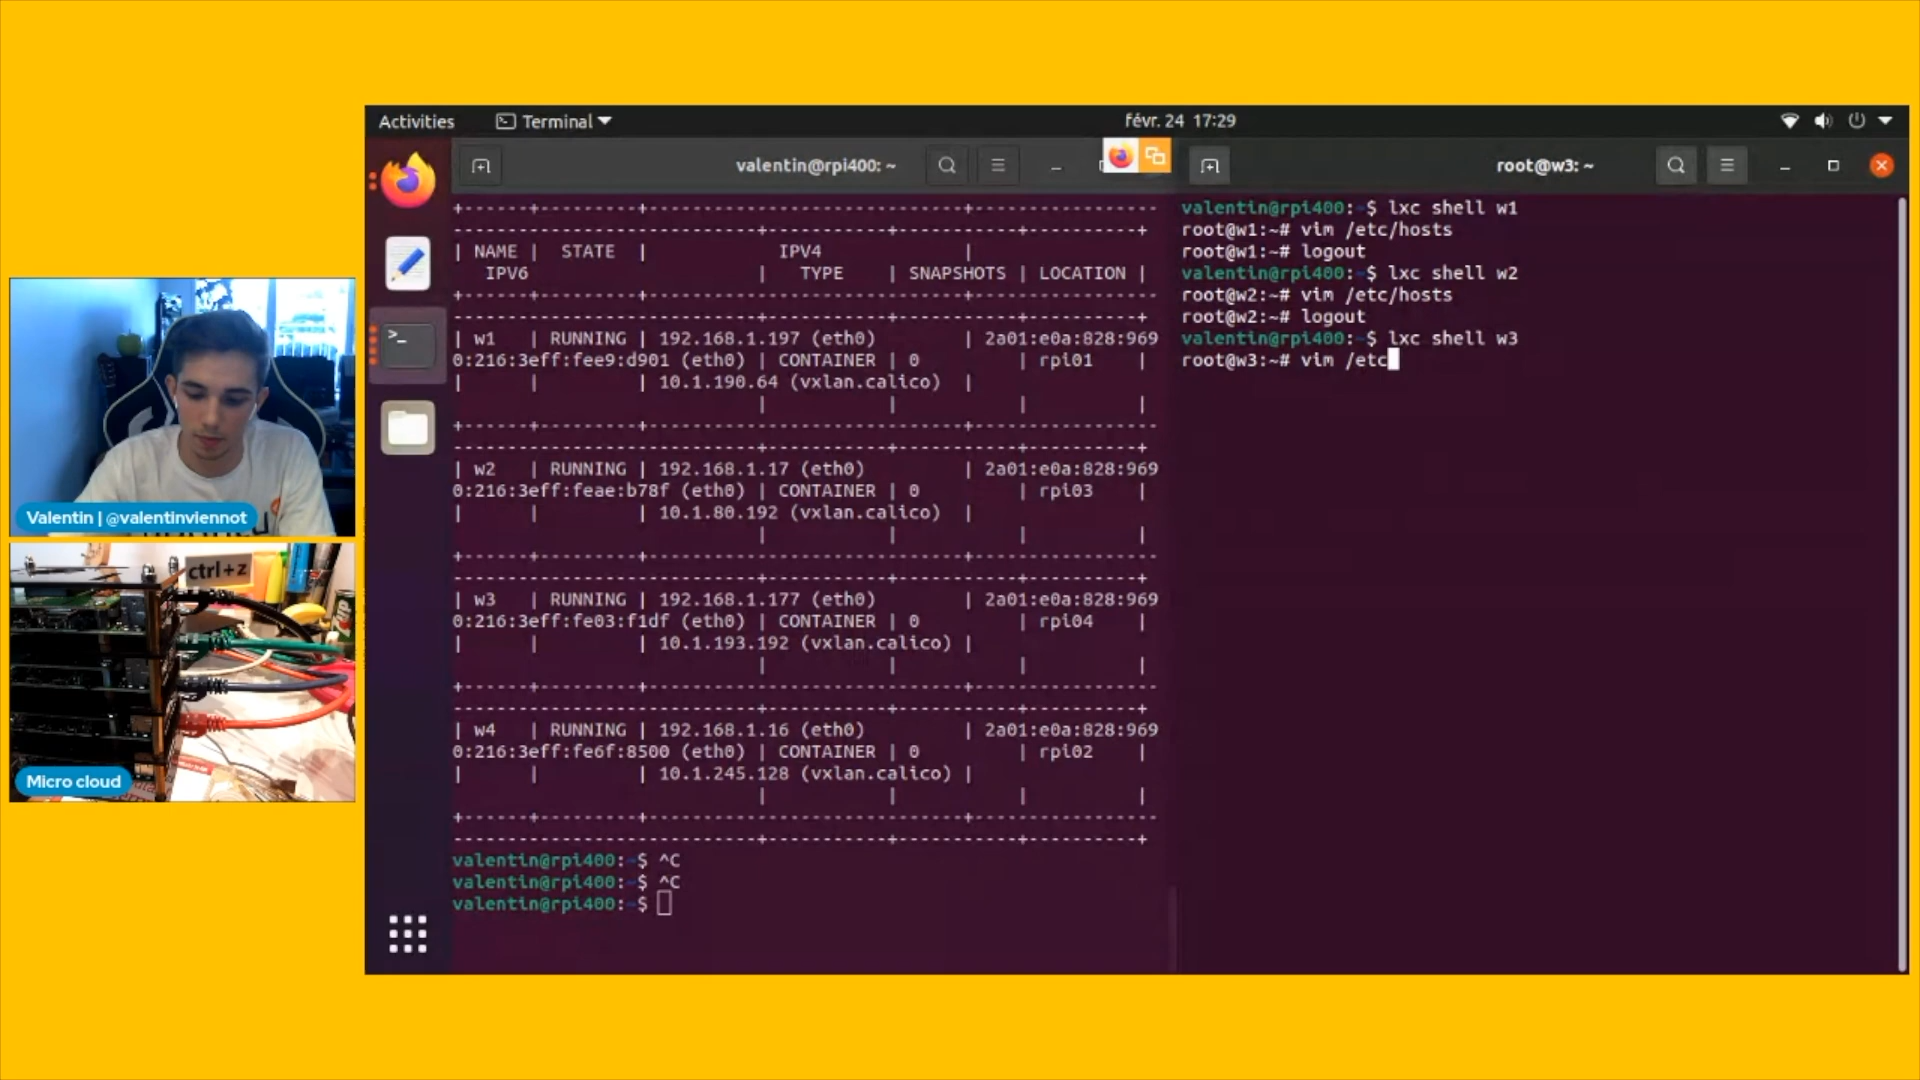 Activities
Terminal
févr. 24 17:29
valentin@rpi400: ~
root@w3: ~
+------+---------+-----------------------------+-----------------
----------------------------+-----------+-----------+----------+
| NAME | STATE | IPV4 |
IPV6 | TYPE | SNAPSHOTS | LOCATION |
+------+---------+-----------------------------+-----------------
----------------------------+-----------+-----------+----------+
| w1 | RUNNING | 192.168.1.197 (eth0) | 2a01:e0a:828:969
0:216:3eff:fee9:d901 (eth0) | CONTAINER | 0 | rpi01 |
| | | 10.1.190.64 (vxlan.calico) |
| | | |
+------+---------+-----------------------------+-----------------
----------------------------+-----------+-----------+----------+
| w2 | RUNNING | 192.168.1.17 (eth0) | 2a01:e0a:828:969
0:216:3eff:feae:b78f (eth0) | CONTAINER | 0 | rpi03 |
| | | 10.1.80.192 (vxlan.calico) |
| | | |
+------+---------+-----------------------------+-----------------
----------------------------+-----------+-----------+----------+
| w3 | RUNNING | 192.168.1.177 (eth0) | 2a01:e0a:828:969
0:216:3eff:fe03:f1df (eth0) | CONTAINER | 0 | rpi04 |
| | | 10.1.193.192 (vxlan.calico) |
| | | |
+------+---------+-----------------------------+-----------------
----------------------------+-----------+-----------+----------+
| w4 | RUNNING | 192.168.1.16 (eth0) | 2a01:e0a:828:969
0:216:3eff:fe6f:8500 (eth0) | CONTAINER | 0 | rpi02 |
| | | 10.1.245.128 (vxlan.calico) |
| | | |
+------+---------+-----------------------------+-----------------
----------------------------+-----------+-----------+----------+
valentin@rpi400:~$ ^C
valentin@rpi400:~$ ^C
valentin@rpi400:~$
valentin@rpi400:~$ lxc shell w1
root@w1:~# vim /etc/hosts
root@w1:~# logout
valentin@rpi400:~$ lxc shell w2
root@w2:~# vim /etc/hosts
root@w2:~# logout
valentin@rpi400:~$ lxc shell w3
root@w3:~# vim /etc
Valentin | @valentinviennot
ctrl+z
Micro cloud